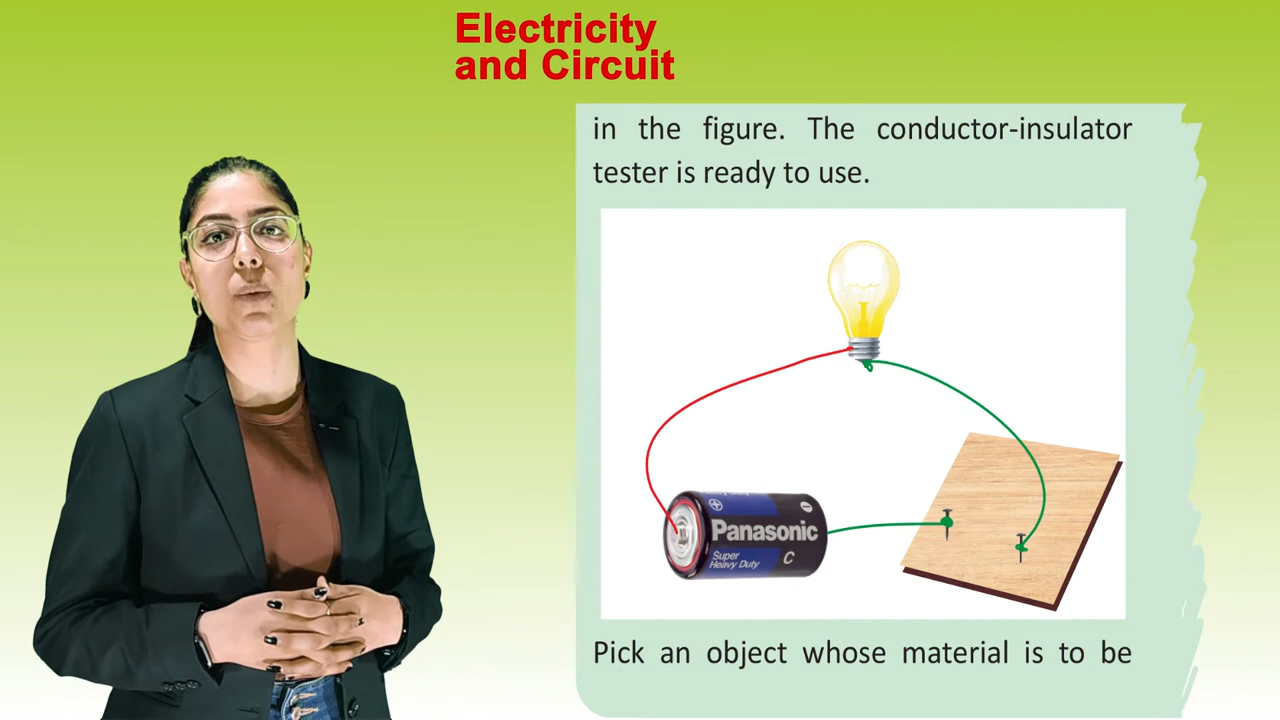 Electricity
and Circuit
in the figure. The conductor-insulator
tester is ready to use.
Panasonic
Super
Heavy Duty
C
Pick an object whose material is to be